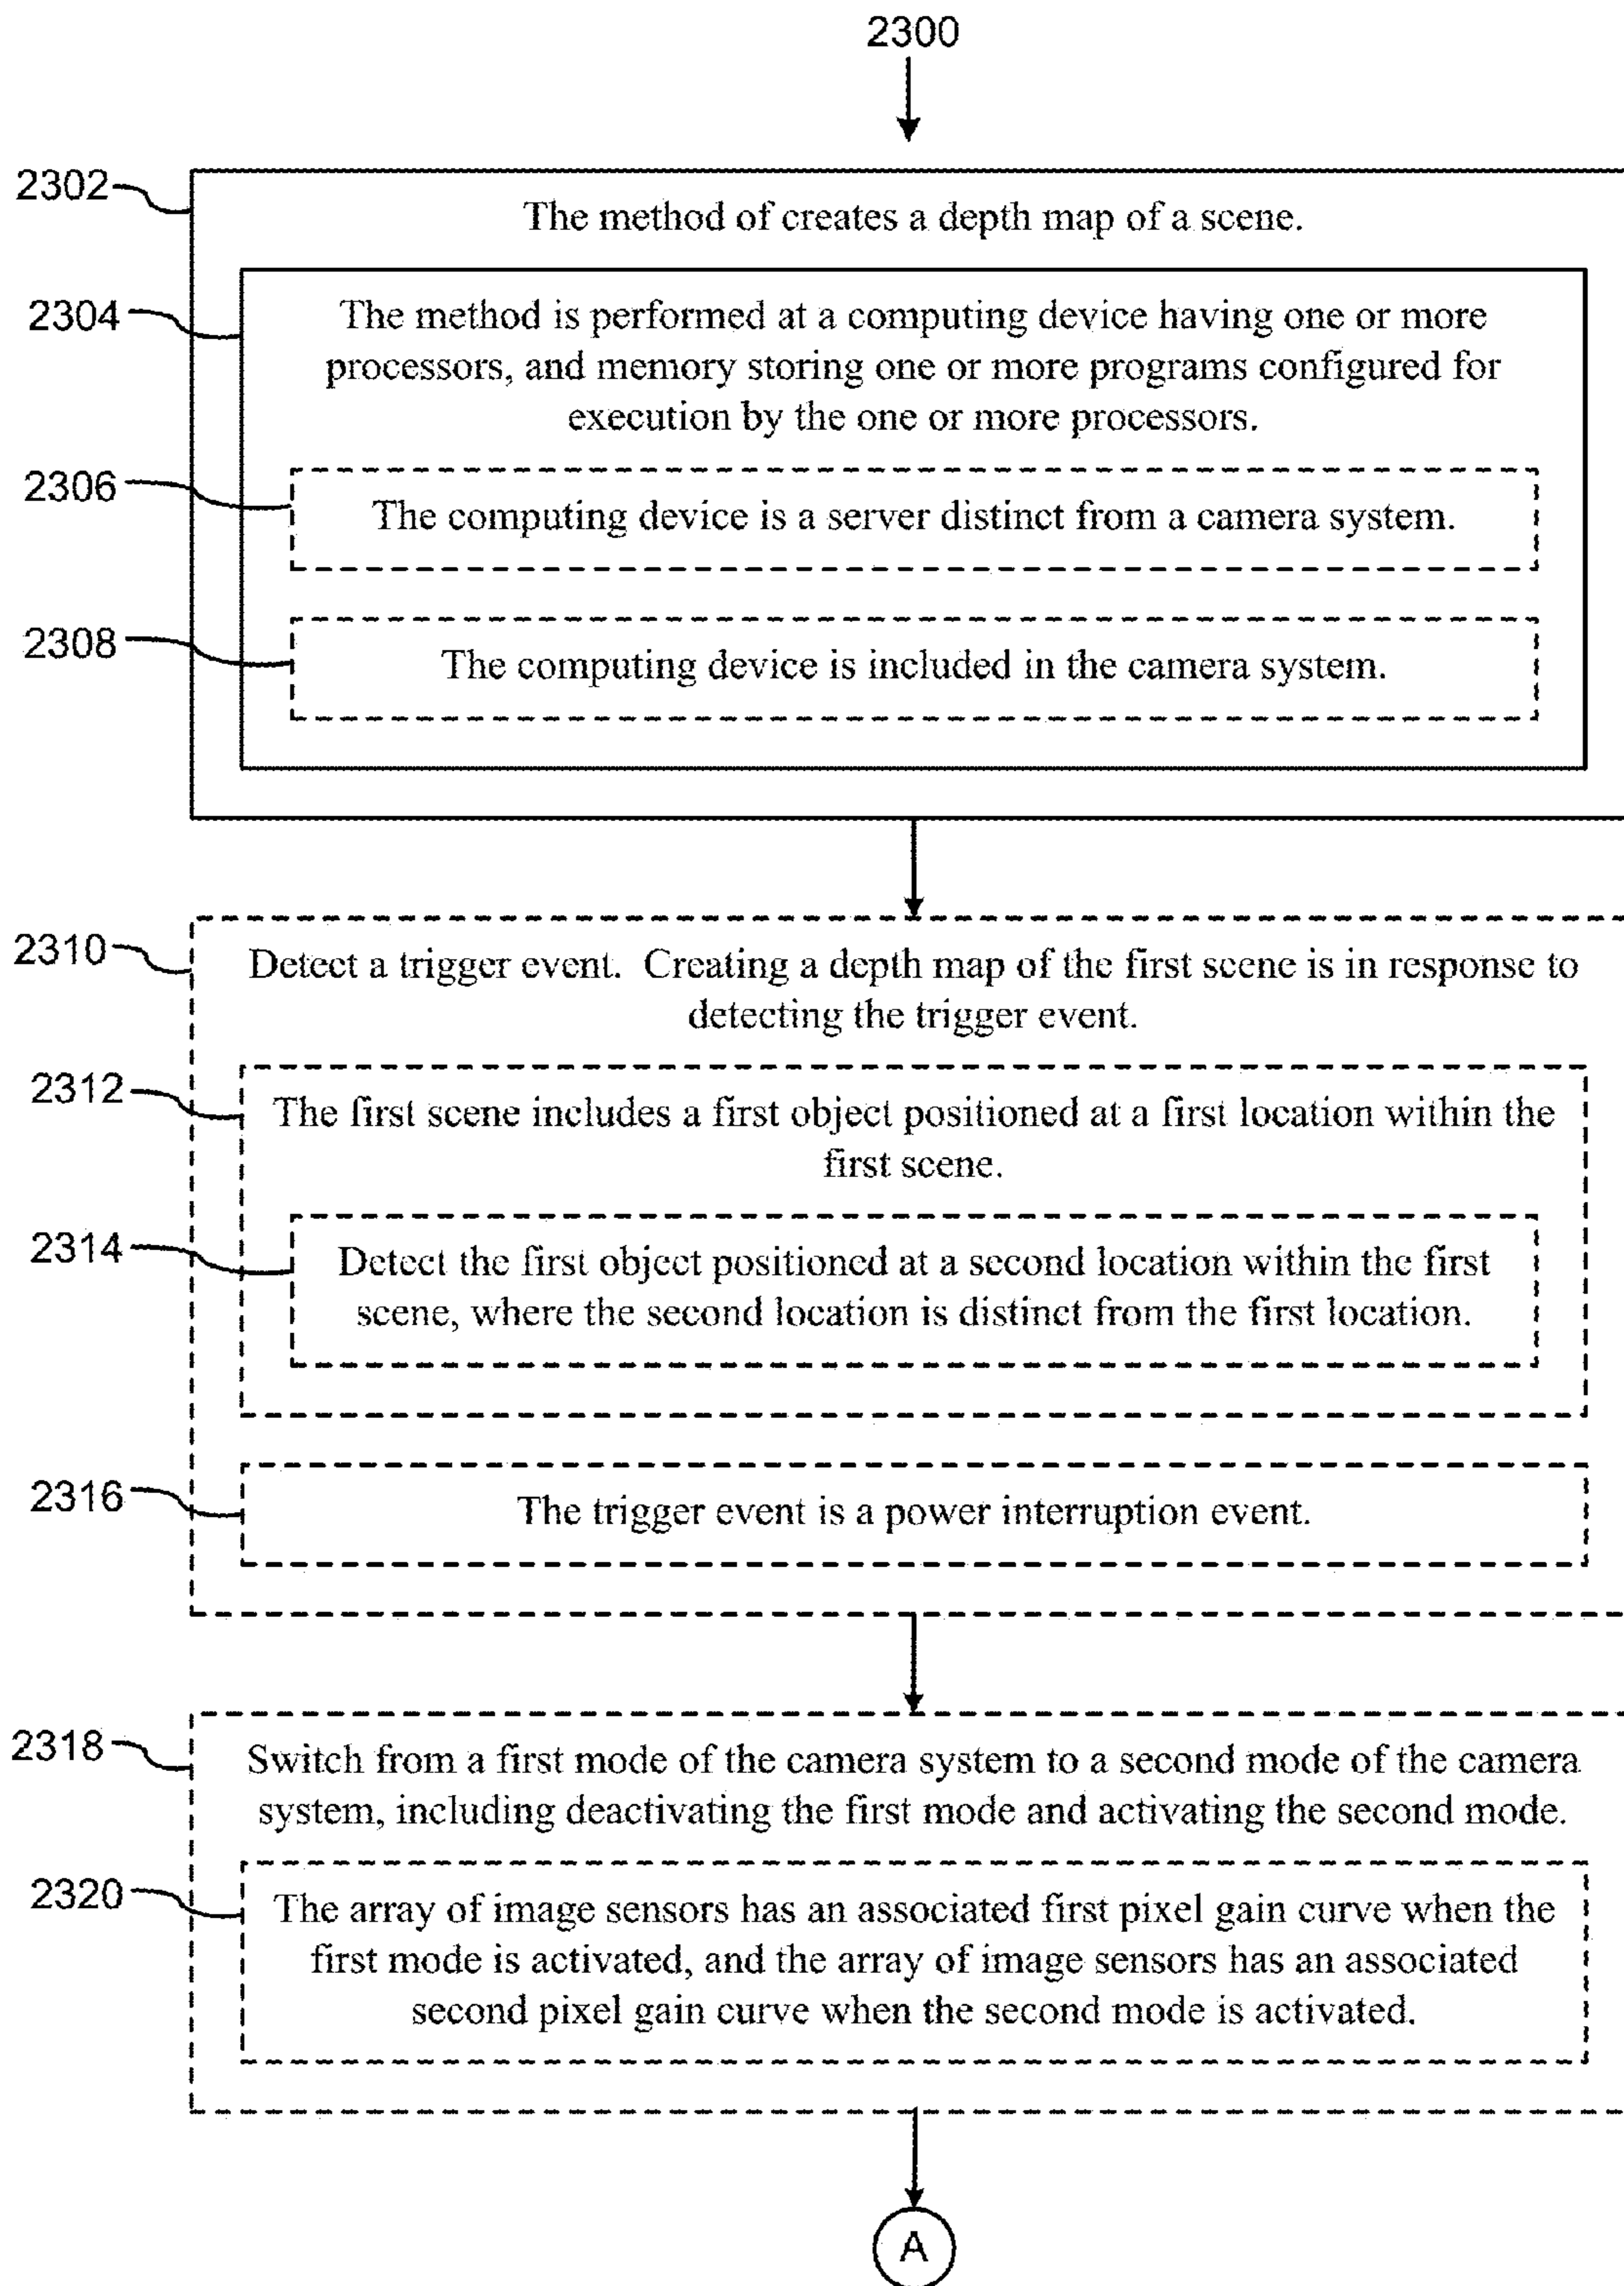 2300
2302
The method of creates a depth map of a scene.
2304
The method is performed at a computing device having one or more
processors, and memory storing one or more programs configured for
execution by the one or more processors.
2306
The computing device is a server distinct from a camera system.
2308
The computing device is included in the camera system.
2310
Detect a trigger event. Creating a depth map of the first scene is in response to
detecting the trigger event.
2312
The first scene includes a first object positioned at a first location within the
first scene.
2314
Detect the first object positioned at a second location within the first
scene, where the second location is distinct from the first location.
2316
The trigger event is a power interruption event.
2318
Switch from a first mode of the camera system to a second mode of the camera
system, including deactivating the first mode and activating the second mode.
2320
The array of image sensors has an associated first pixel gain curve when the
first mode is activated, and the array of image sensors has an associated
second pixel gain curve when the second mode is activated.
A